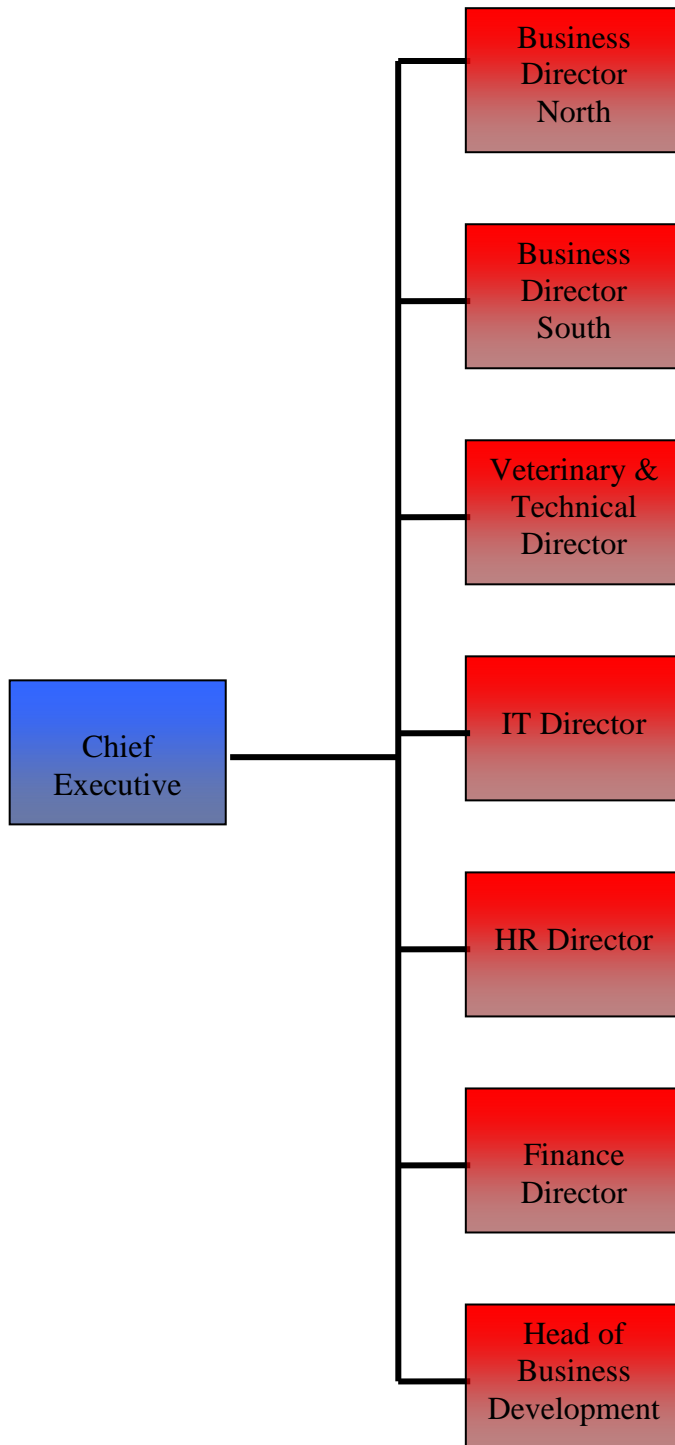 Business
Director
North
Business
Director
South
Veterinary &
Technical
Director
Chief
Executive
IT Director
HR Director
Finance
Director
Head of
Business
Development